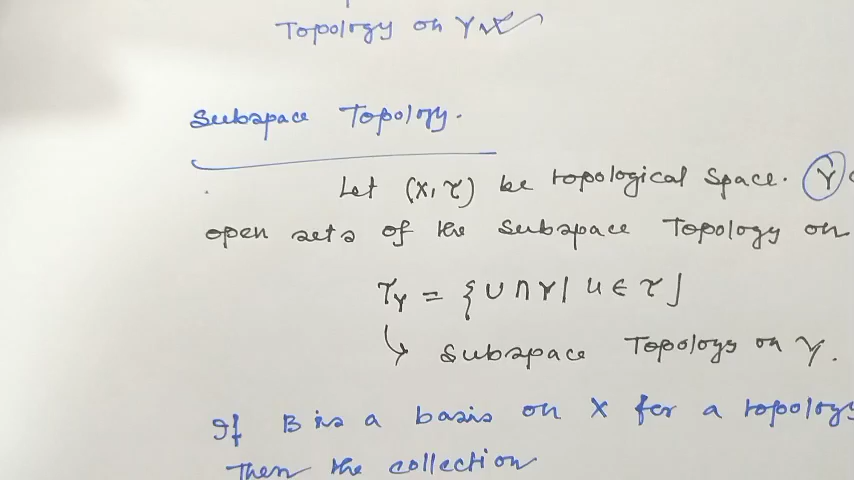 Topology on Y
Subspace Topology.
Let (X, τ) be topological space. Y
open sets of the subspace Topology on
τ_Y = { U ∩ Y | U ∈ τ }
↳ Subspace Topology on Y.
If B is a basis on X for a topology
Then the collection